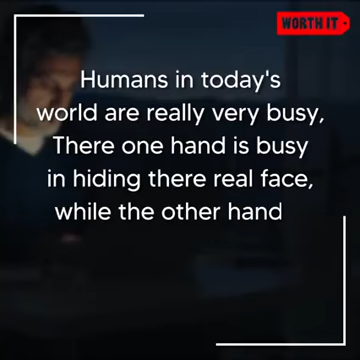 WORTH IT
Humans in today's
world are really very busy,
There one hand is busy
in hiding there real face,
while the other hand